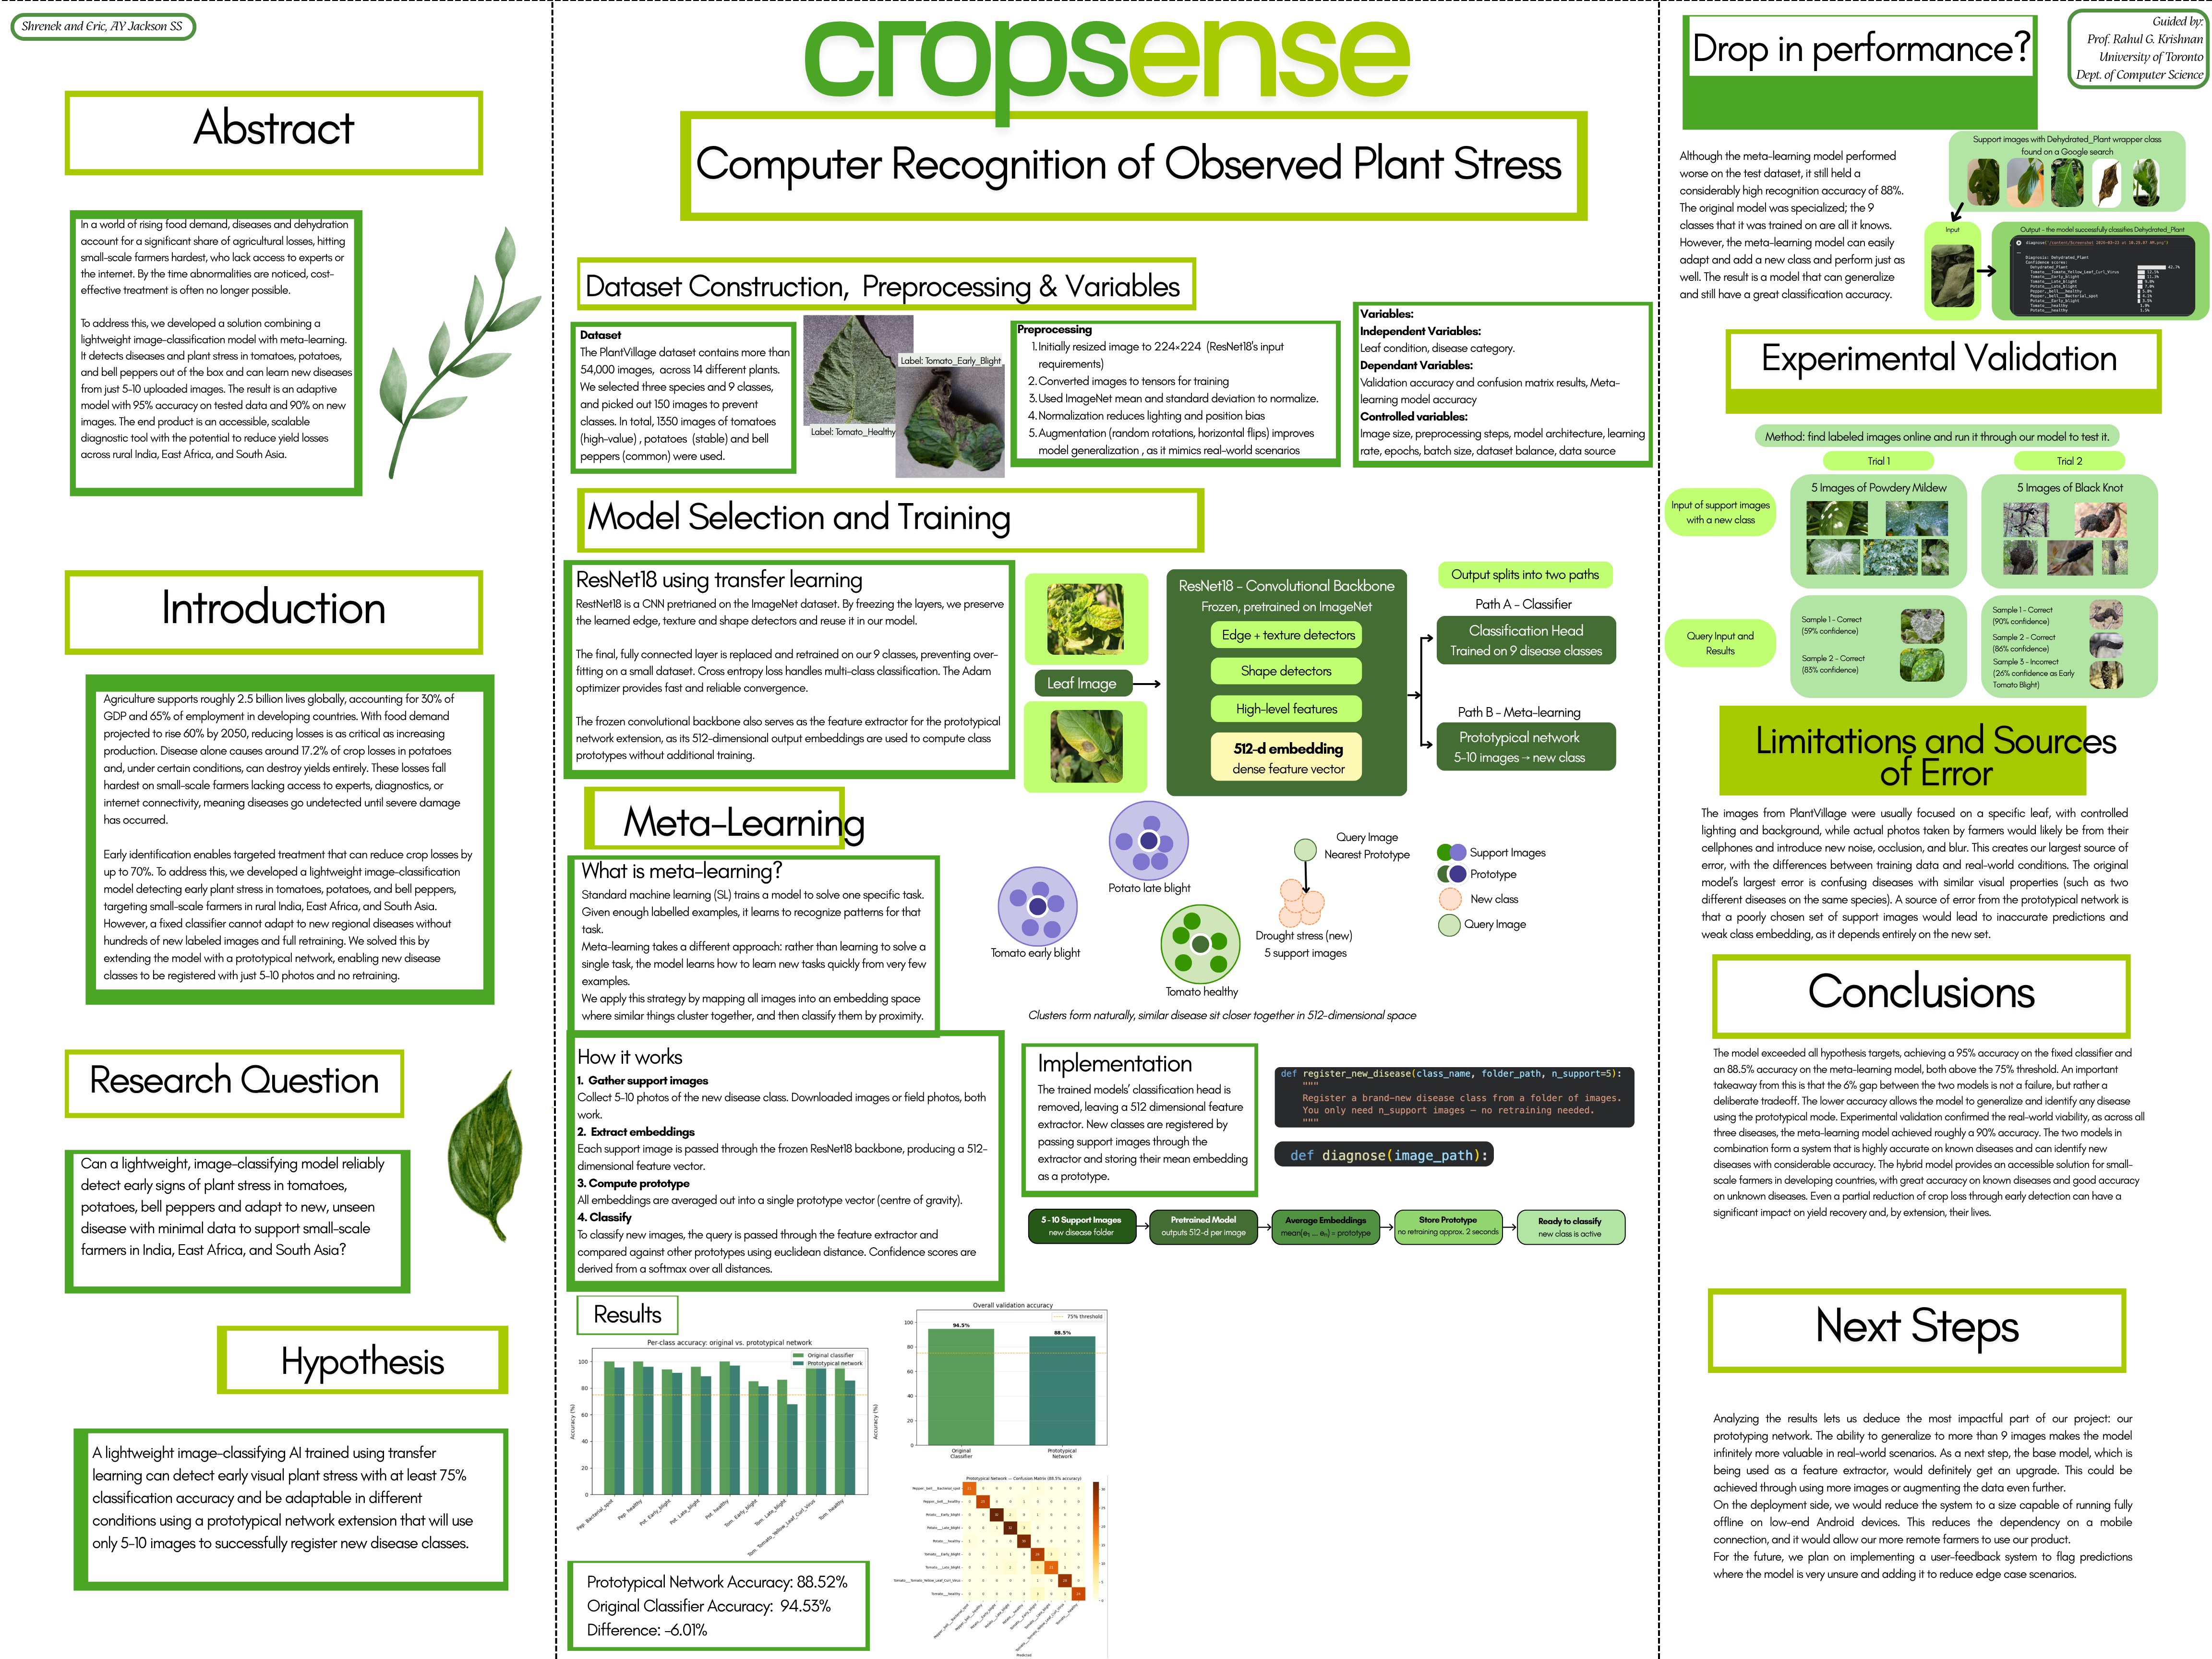 Shrenek and Eric, AY Jackson SS
Abstract
In a world of rising food demand, diseases and dehydration
account for a significant share of agricultural losses, hitting
small-scale farmers hardest, who lack access to experts or
the internet. By the time abnormalities are noticed, cost-
effective treatment is often no longer possible.
To address this, we developed a solution combining a
lightweight image-classification model with meta-learning.
It detects diseases and plant stress in tomatoes, potatoes,
and bell peppers out of the box and can learn new diseases
from just 5-10 uploaded images. The result is an adaptive
model with 95% accuracy on tested data and 90% on new
images. The end product is an accessible, scalable
diagnostic tool with the potential to reduce yield losses
across rural India, East Africa, and South Asia.
Introduction
Agriculture supports roughly 2.5 billion lives globally, accounting for 30% of
GDP and 65% of employment in developing countries. With food demand
projected to rise 60% by 2050, reducing losses is as critical as increasing
production. Disease alone causes around 17.2% of crop losses in potatoes
and, under certain conditions, can destroy yields entirely. These losses fall
hardest on small-scale farmers lacking access to experts, diagnostics, or
internet connectivity, meaning diseases go undetected until severe damage
has occurred.
Early identification enables targeted treatment that can reduce crop losses by
up to 70%. To address this, we developed a lightweight image-classification
model detecting early plant stress in tomatoes, potatoes, and bell peppers,
targeting small-scale farmers in rural India, East Africa, and South Asia.
However, a fixed classifier cannot adapt to new regional diseases without
hundreds of new labeled images and full retraining. We solved this by
extending the model with a prototypical network, enabling new disease
classes to be registered with just 5-10 photos and no retraining.
Research Question
Can a lightweight, image-classifying model reliably
detect early signs of plant stress in tomatoes,
potatoes, bell peppers and adapt to new, unseen
disease with minimal data to support small-scale
farmers in India, East Africa, and South Asia?
Hypothesis
A lightweight image-classifying AI trained using transfer
learning can detect early visual plant stress with at least 75%
classification accuracy and be adaptable in different
conditions using a prototypical network extension that will use
only 5-10 images to successfully register new disease classes.
cropsense
Computer Recognition of Observed Plant Stress
Dataset Construction, Preprocessing & Variables
Dataset
The PlantVillage dataset contains more than
54,000 images, across 14 different plants.
We selected three species and 9 classes,
and picked out 150 images to prevent
classes. In total, 1350 images of tomatoes
(high-value) , potatoes (stable) and bell
peppers (common) were used.
Label: Tomato_Healthy
Label: Tomato_Early_Blight
Preprocessing
1. Initially resized image to 224×224 (ResNet18's input
requirements)
2. Converted images to tensors for training
3. Used ImageNet mean and standard deviation to normalize.
4. Normalization reduces lighting and position bias
5. Augmentation (random rotations, horizontal flips) improves
model generalization , as it mimics real-world scenarios
Variables:
Independent Variables:
Leaf condition, disease category.
Dependant Variables:
Validation accuracy and confusion matrix results, Meta-
learning model accuracy
Controlled variables:
Image size, preprocessing steps, model architecture, learning
rate, epochs, batch size, dataset balance, data source
Model Selection and Training
ResNet18 using transfer learning
RestNet18 is a CNN pretrianed on the ImageNet dataset. By freezing the layers, we preserve
the learned edge, texture and shape detectors and reuse it in our model.
The final, fully connected layer is replaced and retrained on our 9 classes, preventing over-
fitting on a small dataset. Cross entropy loss handles multi-class classification. The Adam
optimizer provides fast and reliable convergence.
The frozen convolutional backbone also serves as the feature extractor for the prototypical
network extension, as its 512-dimensional output embeddings are used to compute class
prototypes without additional training.
Leaf Image
ResNet18 - Convolutional Backbone
Frozen, pretrained on ImageNet
Edge + texture detectors
Shape detectors
High-level features
512-d embedding
dense feature vector
Output splits into two paths
Path A - Classifier
Classification Head
Trained on 9 disease classes
Path B - Meta-learning
Prototypical network
5-10 images → new class
Meta-Learning
What is meta-learning?
Standard machine learning (SL) trains a model to solve one specific task.
Given enough labelled examples, it learns to recognize patterns for that
task.
Meta-learning takes a different approach: rather than learning to solve a
single task, the model learns how to learn new tasks quickly from very few
examples.
We apply this strategy by mapping all images into an embedding space
where similar things cluster together, and then classify them by proximity.
Potato late blight
Tomato early blight
Tomato healthy
Query Image
Nearest Prototype
Drought stress (new)
5 support images
Support Images
Prototype
New class
Query Image
Clusters form naturally, similar disease sit closer together in 512-dimensional space
How it works
1. Gather support images
Collect 5-10 photos of the new disease class. Downloaded images or field photos, both
work.
2. Extract embeddings
Each support image is passed through the frozen ResNet18 backbone, producing a 512-
dimensional feature vector.
3. Compute prototype
All embeddings are averaged out into a single prototype vector (centre of gravity).
4. Classify
To classify new images, the query is passed through the feature extractor and
compared against other prototypes using euclidean distance. Confidence scores are
derived from a softmax over all distances.
Implementation
The trained models' classification head is
removed, leaving a 512 dimensional feature
extractor. New classes are registered by
passing support images through the
extractor and storing their mean embedding
as a prototype.
def register_new_disease(class_name, folder_path, n_support=5):
"""
Register a brand-new disease class from a folder of images.
You only need n_support images — no retraining needed.
"""
def diagnose(image_path):
5 -10 Support Images
new disease folder
Pretrained Model
outputs 512-d per image
Average Embeddings
mean(e₁ ... eₙ) = prototype
Store Prototype
no retraining approx. 2 seconds
Ready to classify
new class is active
Results
Per-class accuracy: original vs. prototypical network
Original classifier
Prototypical network
Accuracy (%)
100
80
60
40
20
0
Pep. Bacterial_spot
Pep. healthy
Pot. Early_blight
Pot. Late_blight
Pot. healthy
Tom. Early_blight
Tom. Late_blight
Tom. Tomato_Yellow_Leaf_Curl_Virus
Tom. healthy
Overall validation accuracy
75% threshold
94.5%
88.5%
Accuracy (%)
100
80
60
40
20
0
Original
Classifier
Prototypical
Network
Prototypical Network — Confusion Matrix (88.5% accuracy)
Pepper__bell___Bacterial_spot
Pepper__bell___healthy
Potato___Early_blight
Potato___Late_blight
Potato___healthy
Tomato___Early_blight
Tomato___Late_blight
Tomato___Tomato_Yellow_Leaf_Curl_Virus
Tomato___healthy
Predicted
Prototypical Network Accuracy: 88.52%
Original Classifier Accuracy: 94.53%
Difference: -6.01%
Drop in performance?
Guided by:
Prof. Rahul G. Krishnan
University of Toronto
Dept. of Computer Science
Although the meta-learning model performed
worse on the test dataset, it still held a
considerably high recognition accuracy of 88%.
The original model was specialized; the 9
classes that it was trained on are all it knows.
However, the meta-learning model can easily
adapt and add a new class and perform just as
well. The result is a model that can generalize
and still have a great classification accuracy.
Support images with Dehydrated_Plant wrapper class
found on a Google search
Input
Output - the model successfully classifies Dehydrated_Plant
Diagnosis: Dehydrated_Plant
Confidence scores:
Dehydrated_Plant 42.7%
Tomato___Tomato_Yellow_Leaf_Curl_Virus 12.5%
Tomato___Early_blight
Tomato___Late_blight
Potato___Late_blight
Pepper__bell___healthy
Pepper__bell___Bacterial_spot
Potato___Early_blight
Tomato___healthy
Potato___healthy
Experimental Validation
Method: find labeled images online and run it through our model to test it.
Trial 1
Trial 2
Input of support images
with a new class
5 Images of Powdery Mildew
5 Images of Black Knot
Query Input and
Results
Sample 1 - Correct
(59% confidence)
Sample 2 - Correct
(83% confidence)
Sample 1 - Correct
(90% confidence)
Sample 2 - Correct
(86% confidence)
Sample 3 - Incorrect
(26% confidence as Early
Tomato Blight)
Limitations and Sources
of Error
The images from PlantVillage were usually focused on a specific leaf, with controlled
lighting and background, while actual photos taken by farmers would likely be from their
cellphones and introduce new noise, occlusion, and blur. This creates our largest source of
error, with the differences between training data and real-world conditions. The original
model's largest error is confusing diseases with similar visual properties (such as two
different diseases on the same species). A source of error from the prototypical network is
that a poorly chosen set of support images would lead to inaccurate predictions and
weak class embedding, as it depends entirely on the new set.
Conclusions
The model exceeded all hypothesis targets, achieving a 95% accuracy on the fixed classifier and
an 88.5% accuracy on the meta-learning model, both above the 75% threshold. An important
takeaway from this is that the 6% gap between the two models is not a failure, but rather a
deliberate tradeoff. The lower accuracy allows the model to generalize and identify any disease
using the prototypical mode. Experimental validation confirmed the real-world viability, as across all
three diseases, the meta-learning model achieved roughly a 90% accuracy. The two models in
combination form a system that is highly accurate on known diseases and can identify new
diseases with considerable accuracy. The hybrid model provides an accessible solution for small-
scale farmers in developing countries, with great accuracy on known diseases and good accuracy
on unknown diseases. Even a partial reduction of crop loss through early detection can have a
significant impact on yield recovery and, by extension, their lives.
Next Steps
Analyzing the results lets us deduce the most impactful part of our project: our
prototyping network. The ability to generalize to more than 9 images makes the model
infinitely more valuable in real-world scenarios. As a next step, the base model, which is
being used as a feature extractor, would definitely get an upgrade. This could be
achieved through using more images or augmenting the data even further.
On the deployment side, we would reduce the system to a size capable of running fully
offline on low-end Android devices. This reduces the dependency on a mobile
connection, and it would allow our more remote farmers to use our product.
For the future, we plan on implementing a user-feedback system to flag predictions
where the model is very unsure and adding it to reduce edge case scenarios.